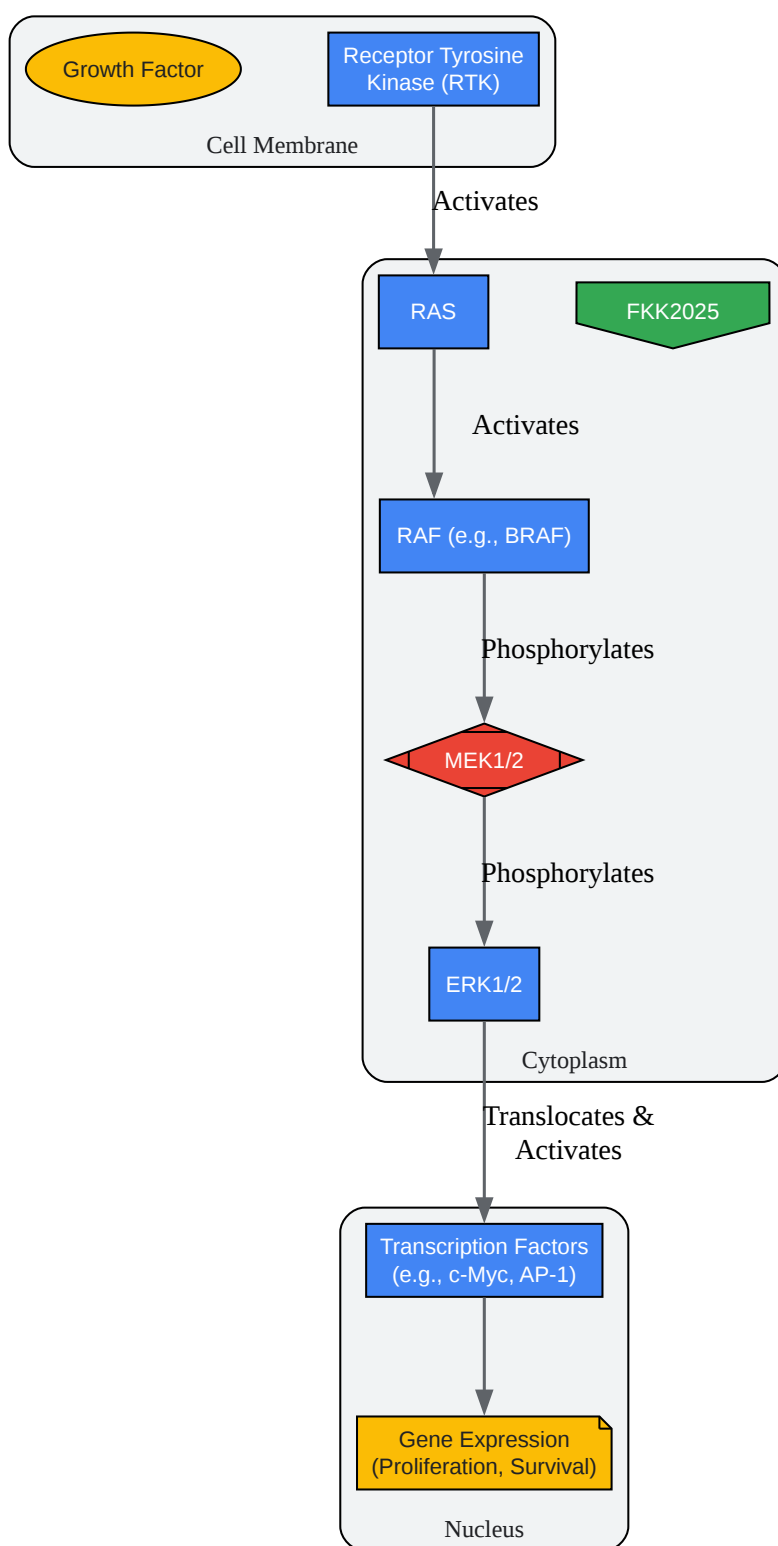 Growth Factor
Receptor Tyrosine
Kinase (RTK)
Cell Membrane
Activates
RAS
FKK2025
Activates
RAF (e.g., BRAF)
Phosphorylates
MEK1/2
Phosphorylates
ERK1/2
Cytoplasm
Translocates &
Activates
Transcription Factors
(e.g., c-Myc, AP-1)
Gene Expression
(Proliferation, Survival)
Nucleus